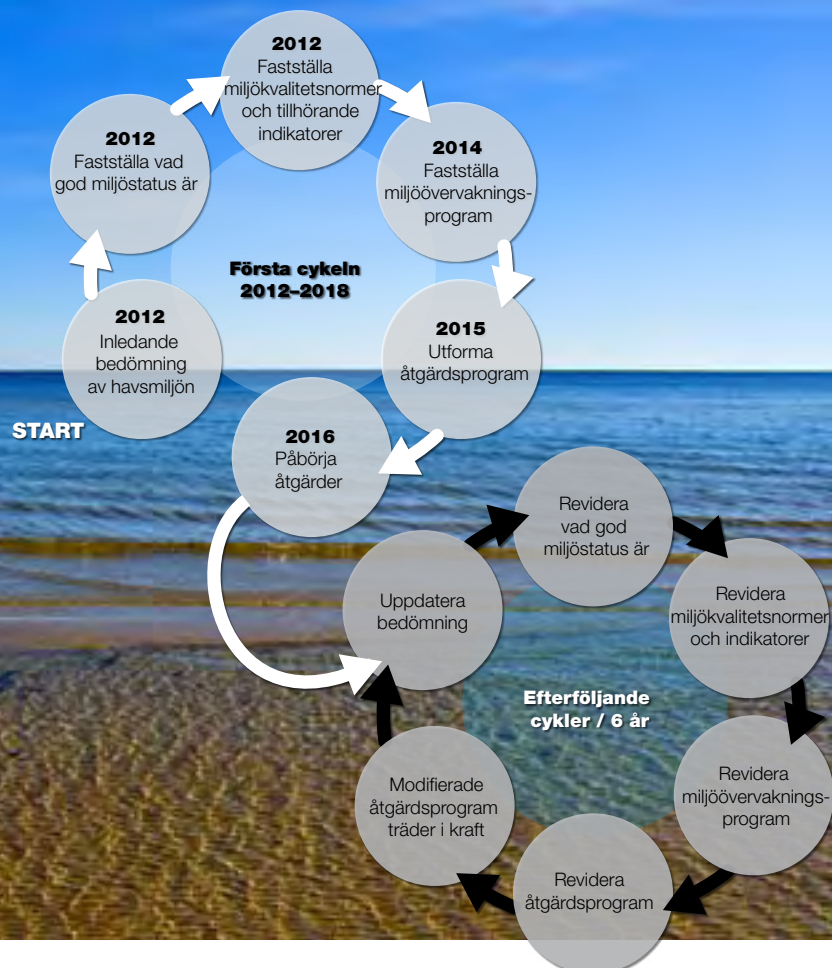 START
2012
Inledande
bedömning
av havsmiljön
2012
Fastställa vad
god miljöstatus är
2012
Fastställa
miljökvalitetsnormer
och tillhörande
indikatorer
2014
Fastställa
miljöövervaknings-
program
2015
Utforma
åtgärdsprogram
2016
Påbörja
åtgärder
Första cykeln
2012–2018
Uppdatera
bedömning
Revidera
vad god
miljöstatus är
Revidera
miljökvalitetsnormer
och indikatorer
Revidera
miljöövervaknings-
program
Revidera
åtgärdsprogram
Modifierade
åtgärdsprogram
träder i kraft
Efterföljande
cykler / 6 år